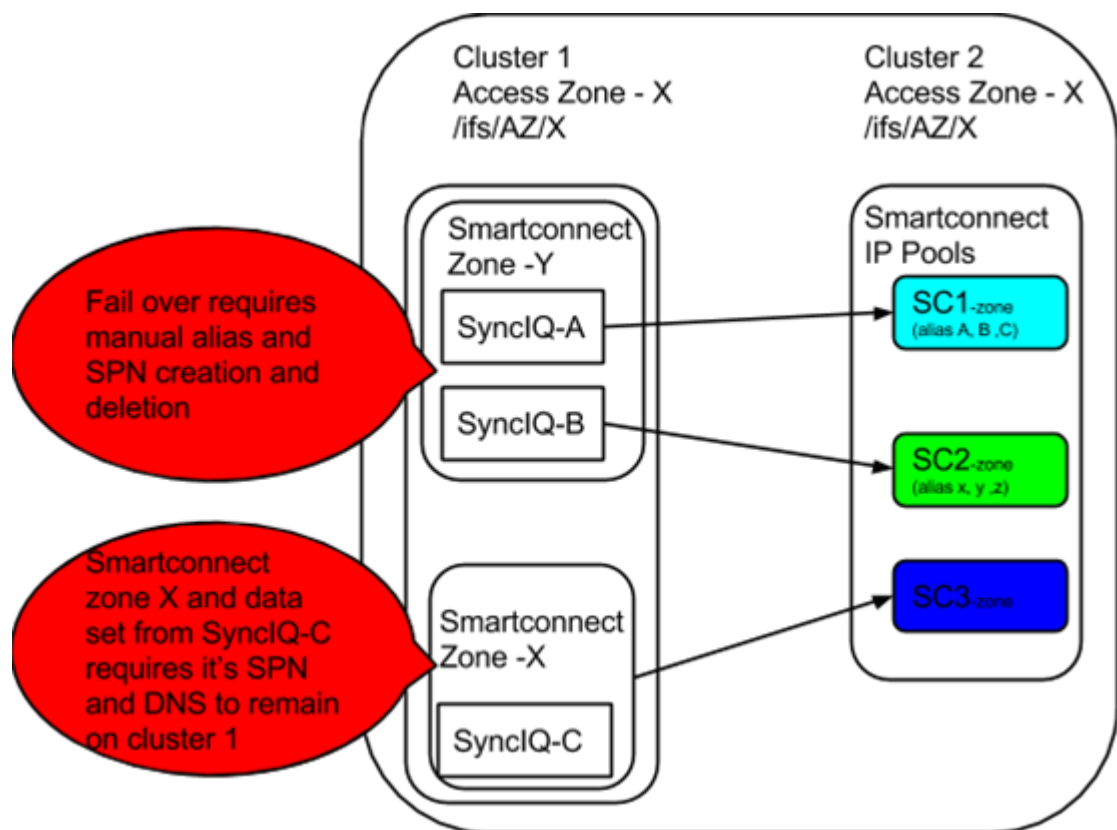 Cluster 1
Access Zone - X
/ifs/AZ/X
Cluster 2
Access Zone - X
/ifs/AZ/X
Fail over requires
manual alias and
SPN creation and
deletion
Smartconnect
Zone -Y
SyncIQ-A
SyncIQ-B
Smartconnect
IP Pools
SC1-zone
(alias A, B ,C)
SC2-zone
(alias x, y ,z)
SC3-zone
Smartconnect
zone X and data
set from SyncIQ-C
requires it's SPN
and DNS to remain
on cluster 1
Smartconnect
Zone -X
SyncIQ-C